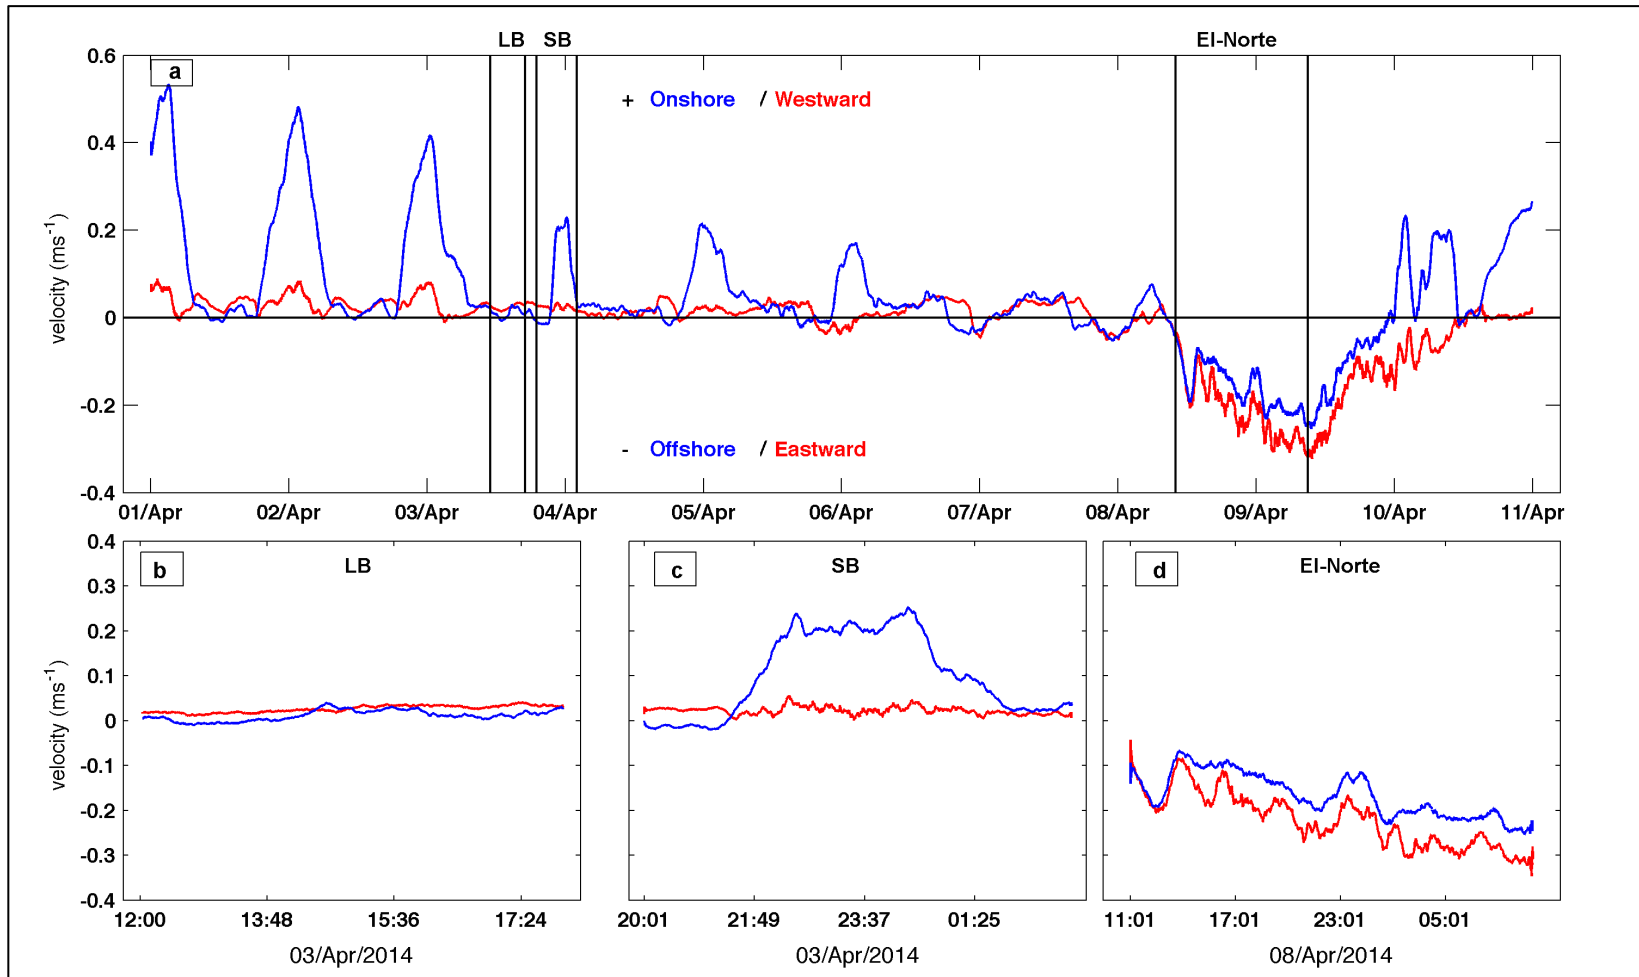 LB SB El-Norte
0.6
a
+ Onshore / Westward
0.4
0.2
velocity (ms-1)
0
-0.2
- Offshore / Eastward
-0.4
01/Apr 02/Apr 03/Apr 04/Apr 05/Apr 06/Apr 07/Apr 08/Apr 09/Apr 10/Apr 11/Apr
0.4
b LB
c SB
d El-Norte
0.3
0.2
0.1
velocity (ms-1)
0
-0.1
-0.2
-0.3
-0.4
12:00 13:48 15:36 17:24
20:01 21:49 23:37 01:25
11:01 17:01 23:01 05:01
03/Apr/2014
03/Apr/2014
08/Apr/2014